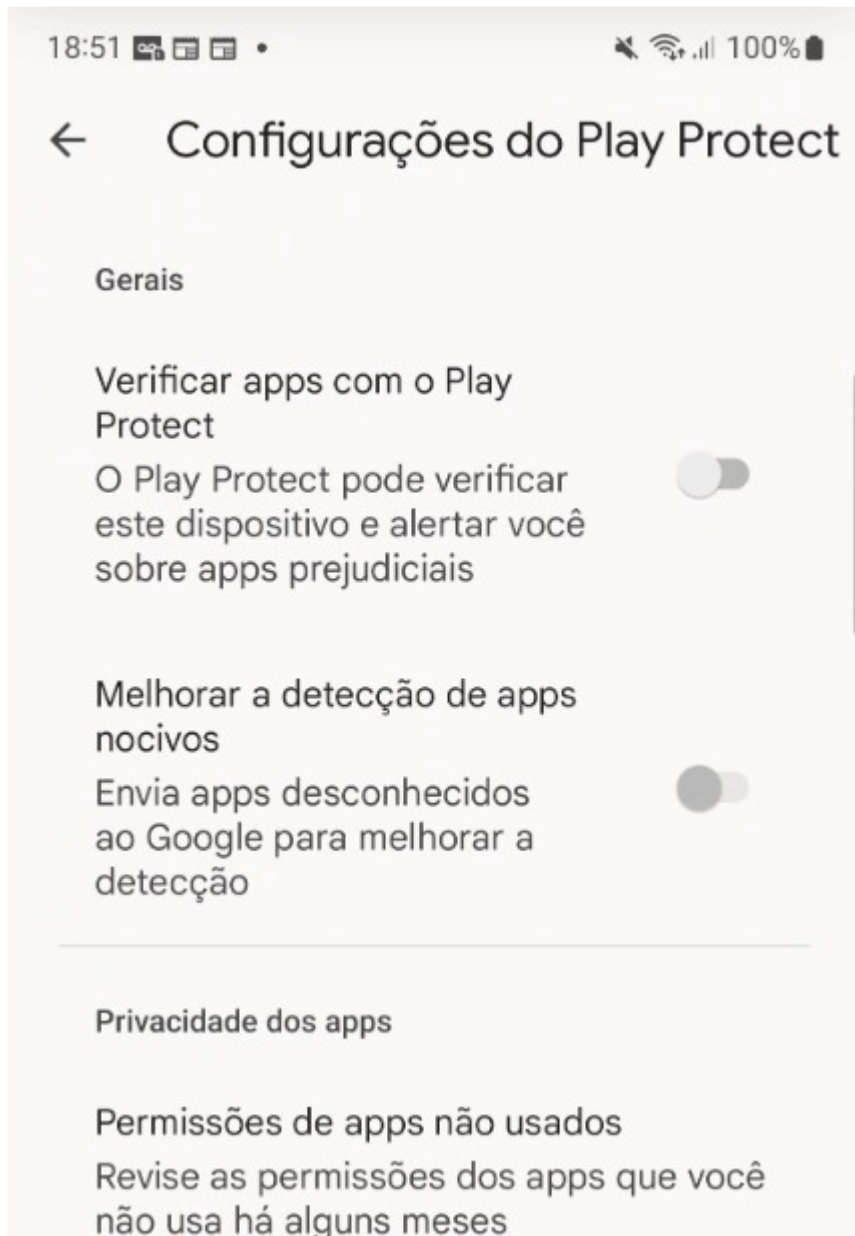 18:51 100%
Configurações do Play Protect
Gerais
Verificar apps com o Play
Protect
O Play Protect pode verificar
este dispositivo e alertar você
sobre apps prejudiciais
Melhorar a detecção de apps
nocivos
Envia apps desconhecidos
ao Google para melhorar a
detecção
Privacidade dos apps
Permissões de apps não usados
Revise as permissões dos apps que você
não usa há alguns meses